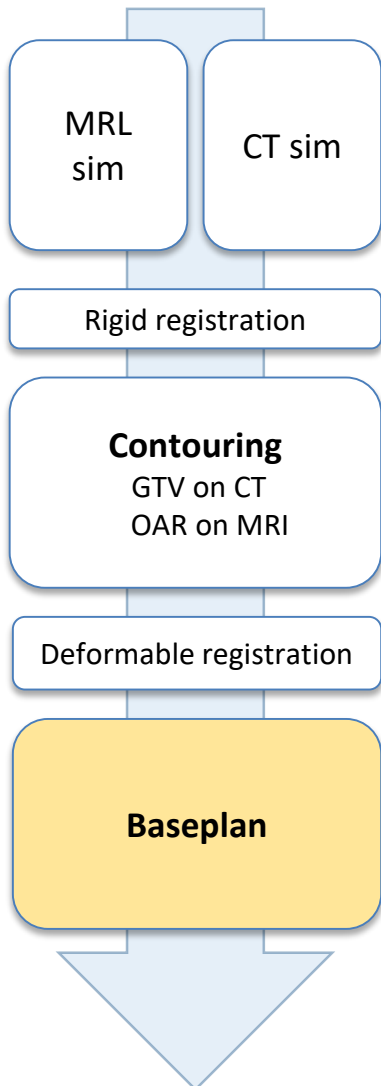 MRL
sim
CT sim
Rigid registration
Contouring
GTV on CT
OAR on MRI
Deformable registration
Baseplan